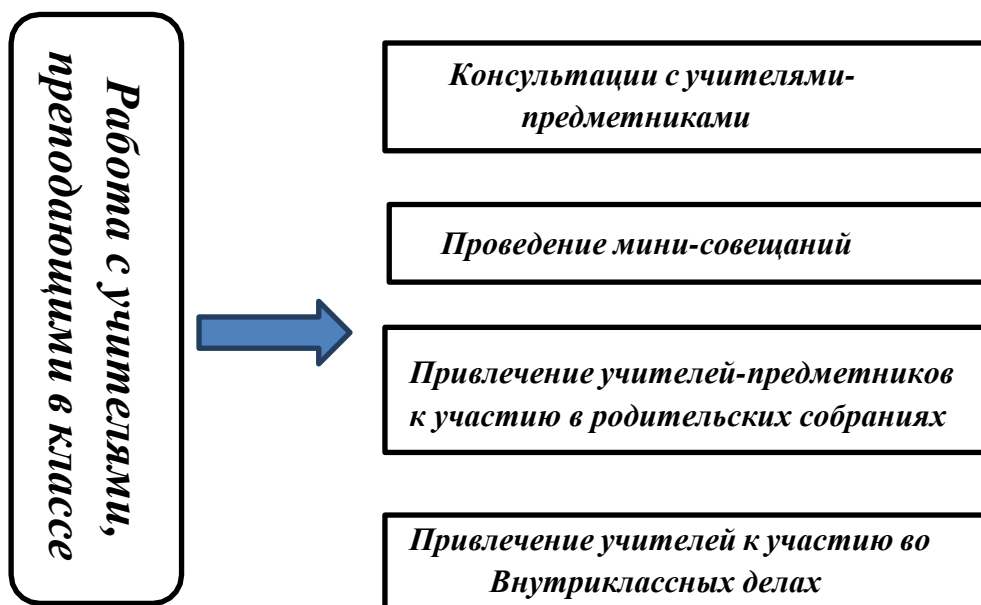 Работа с учителями,
преподающими в классе
Консультации с учителями-
предметниками
Проведение мини-совещаний
Привлечение учителей-предметников
к участию в родительских собраниях
Привлечение учителей к участию во
Внутриклассных делах